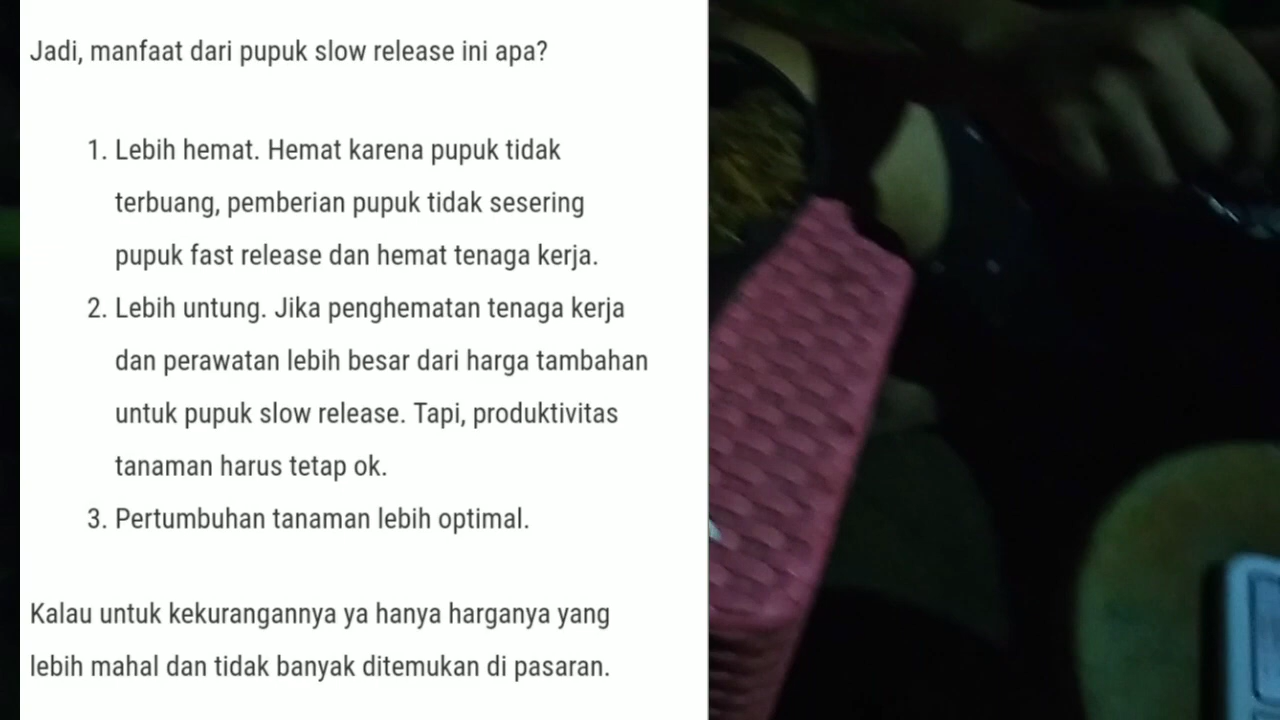 Jadi, manfaat dari pupuk slow release ini apa?
1. Lebih hemat. Hemat karena pupuk tidak
terbuang, pemberian pupuk tidak sesering
pupuk fast release dan hemat tenaga kerja.
2. Lebih untung. Jika penghematan tenaga kerja
dan perawatan lebih besar dari harga tambahan
untuk pupuk slow release. Tapi, produktivitas
tanaman harus tetap ok.
3. Pertumbuhan tanaman lebih optimal.
Kalau untuk kekurangannya ya hanya harganya yang
lebih mahal dan tidak banyak ditemukan di pasaran.